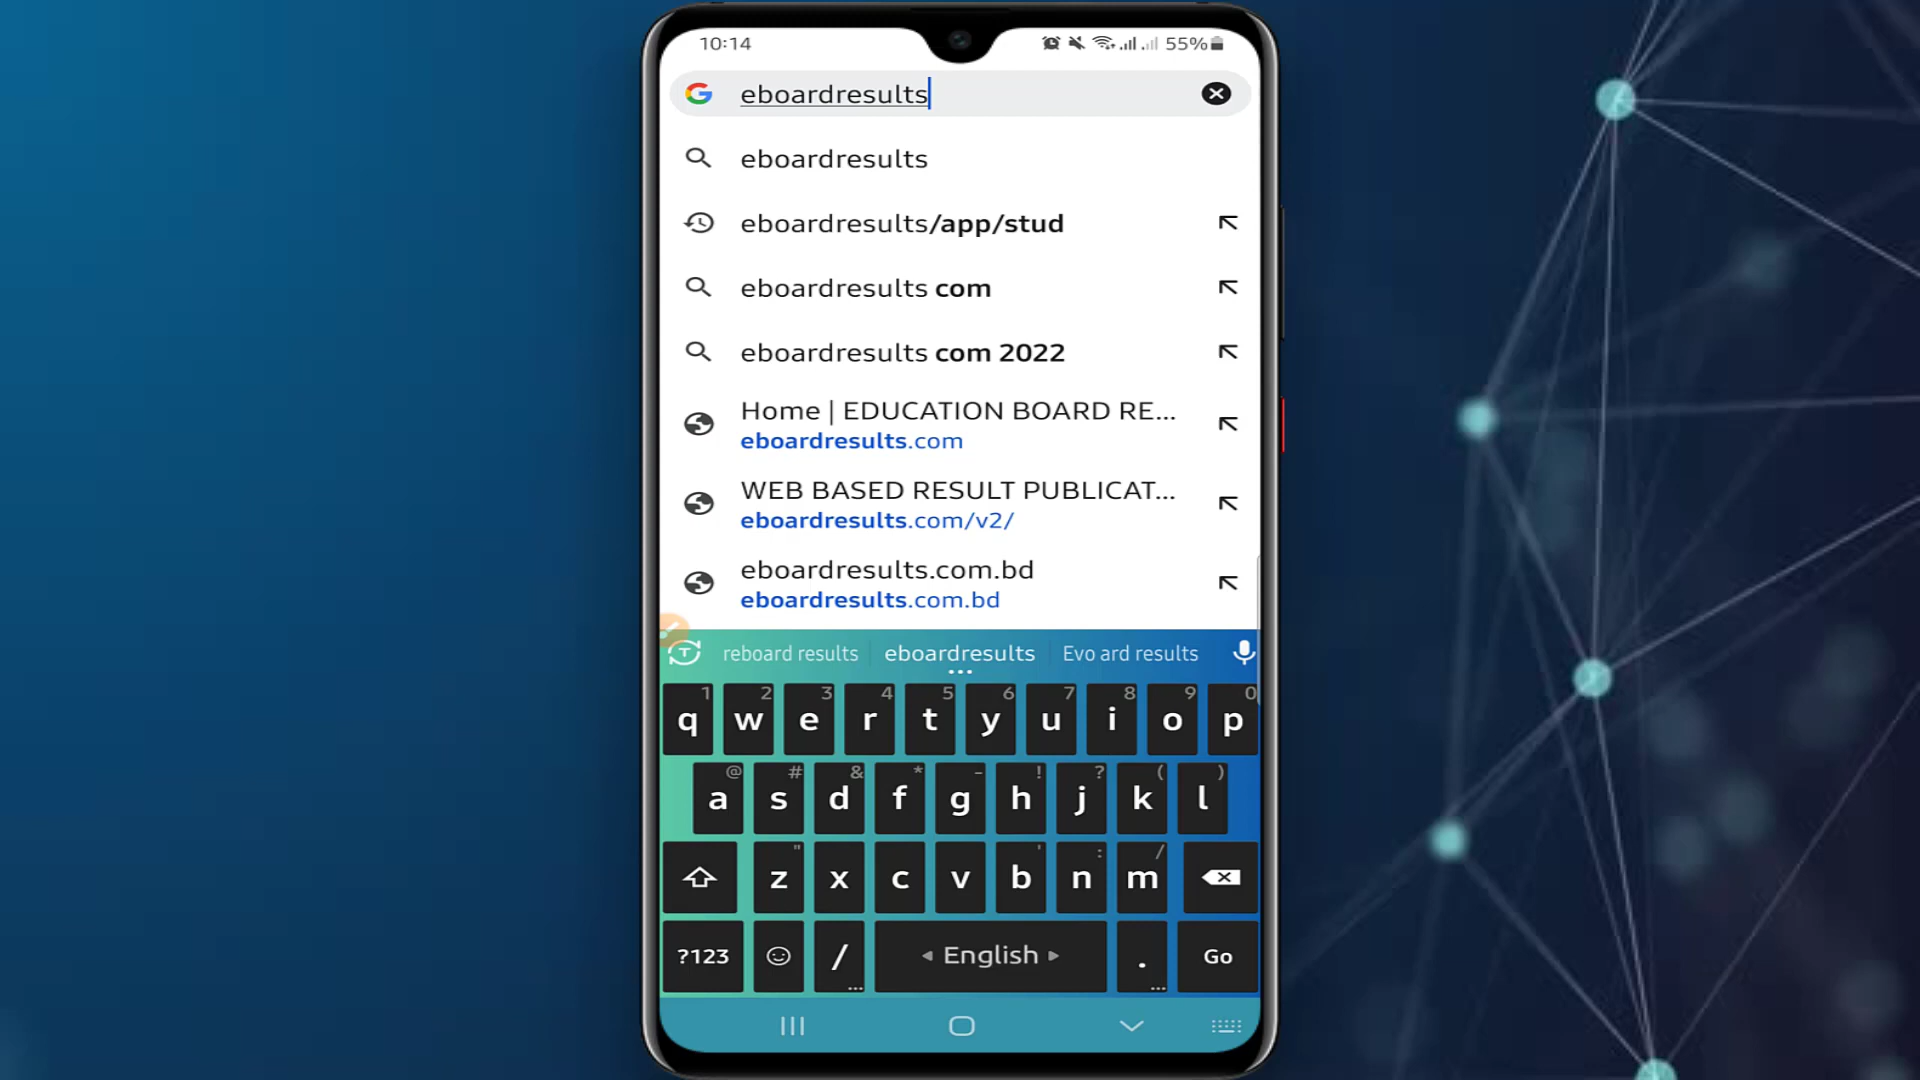 10:14
55%
eboardresults
eboardresults
eboardresults/app/stud
eboardresults com
eboardresults com 2022
Home | EDUCATION BOARD RE...
eboardresults.com
WEB BASED RESULT PUBLICAT...
eboardresults.com/v2/
eboardresults.com.bd
eboardresults.com.bd
T reboard results eboardresults Evo ard results
1 2 3 4 5 6 7 8 9 0
q w e r t y u i o p
@ # & * - ! ? ( )
a s d f g h j k l
" ' : /
z x c v b n m
?123 / English . Go